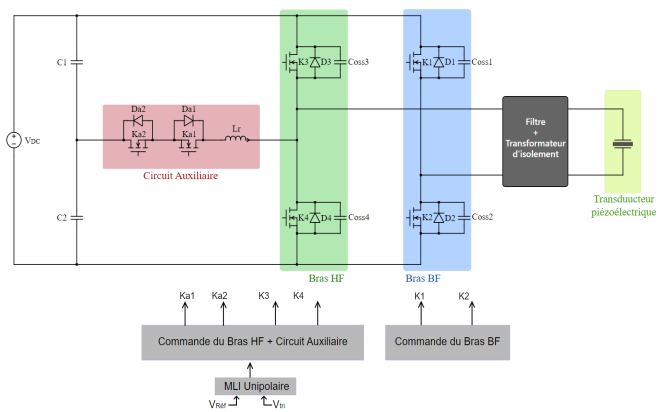 C1
K3
D3
Coss3
K1
D1
Coss1
Da2
Da1
Ka2
Ka1
Lr
VDC
Circuit Auxiliaire
Filtre
+
Transformateur
d'isolement
Transduucteur
piézoélectrique
C2
K4
D4
Coss4
K2
D2
Coss2
Bras HF
Bras BF
Ka1
Ka2
K3
K4
K1
K2
Commande du Bras HF + Circuit Auxiliaire
Commande du Bras BF
MLI Unipolaire
VRéf
Vtri